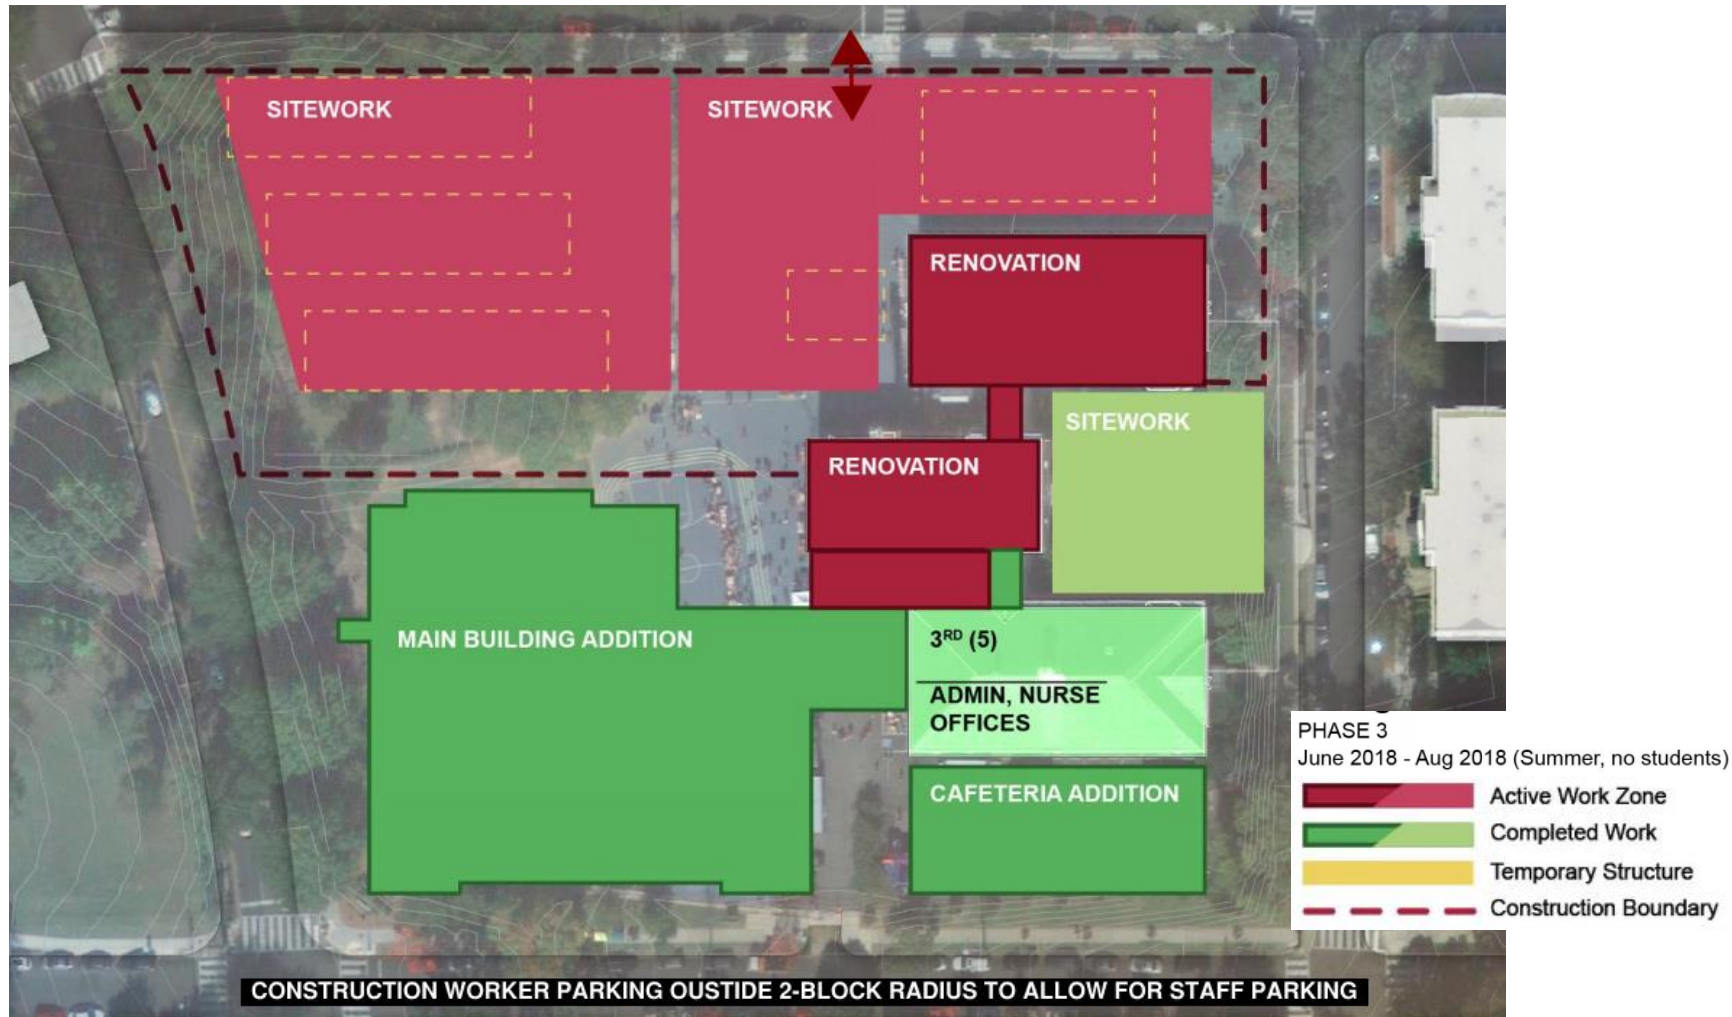 SITEWORK
SITEWORK
RENOVATION
SITEWORK
RENOVATION
MAIN BUILDING ADDITION
3RD (5)
ADMIN, NURSE
OFFICES
CAFETERIA ADDITION
PHASE 3
June 2018 - Aug 2018 (Summer, no students)
Active Work Zone
Completed Work
Temporary Structure
Construction Boundary
CONSTRUCTION WORKER PARKING OUSTIDE 2-BLOCK RADIUS TO ALLOW FOR STAFF PARKING